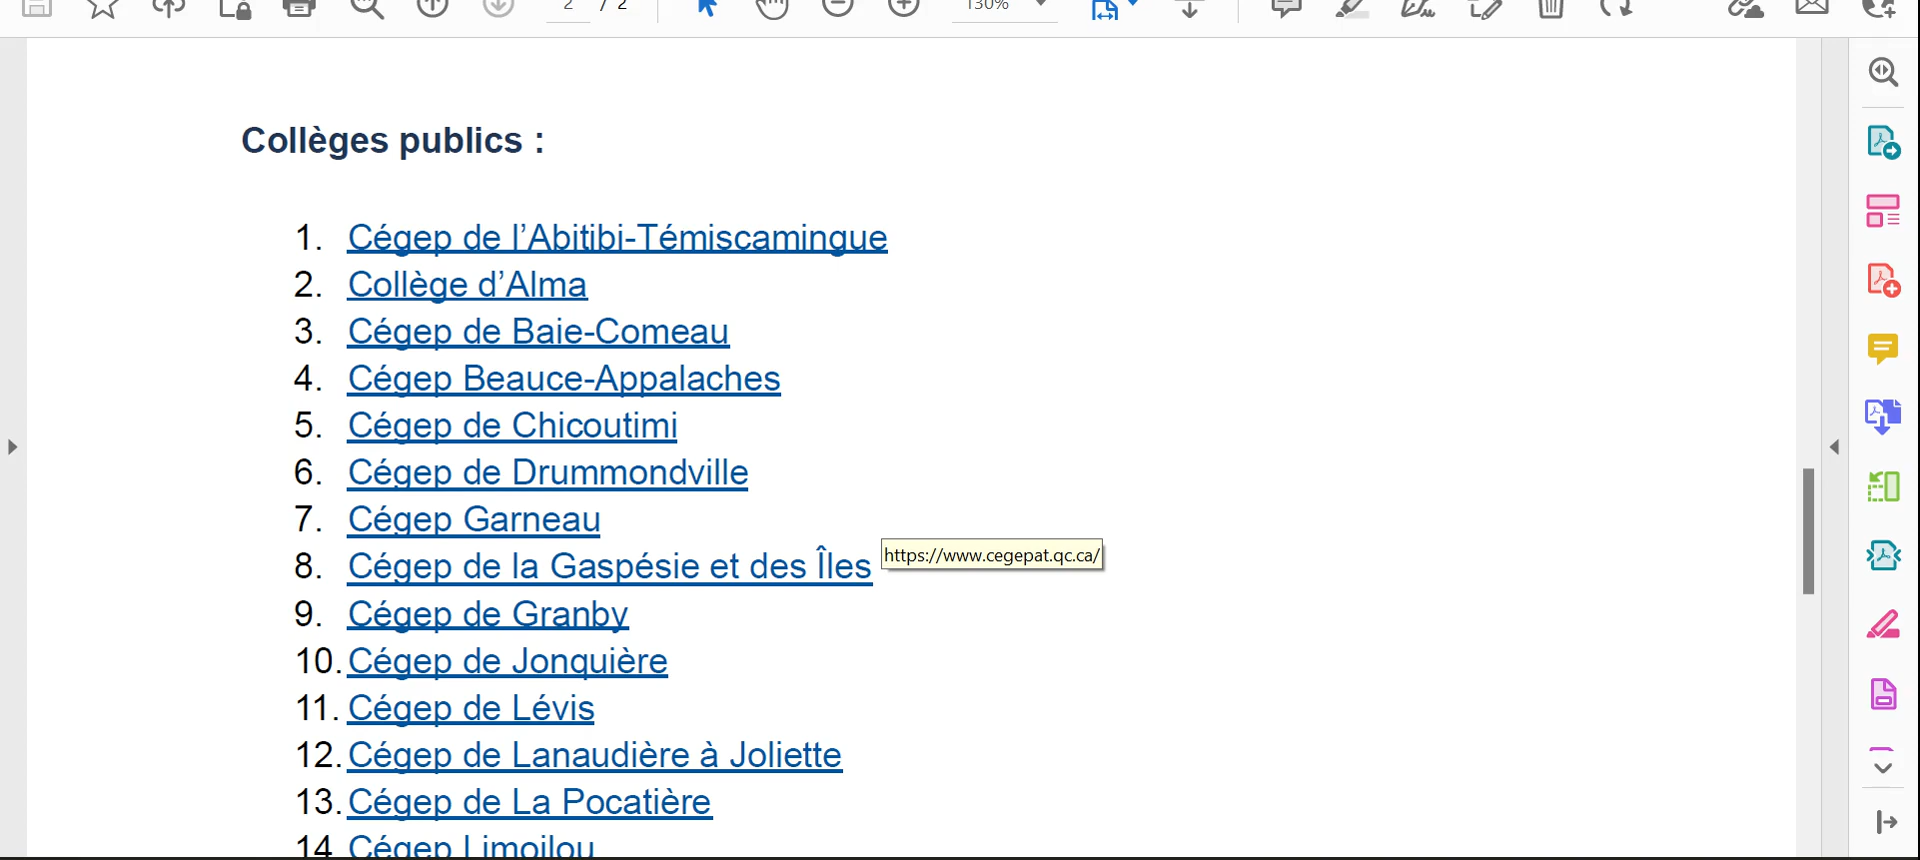 2 / 2
130%
Collèges publics :
1. Cégep de l’Abitibi-Témiscamingue
2. Collège d’Alma
3. Cégep de Baie-Comeau
4. Cégep Beauce-Appalaches
5. Cégep de Chicoutimi
6. Cégep de Drummondville
7. Cégep Garneau
https://www.cegepat.qc.ca/
8. Cégep de la Gaspésie et des Îles
9. Cégep de Granby
10. Cégep de Jonquière
11. Cégep de Lévis
12. Cégep de Lanaudière à Joliette
13. Cégep de La Pocatière
14 Cégep Limoilou